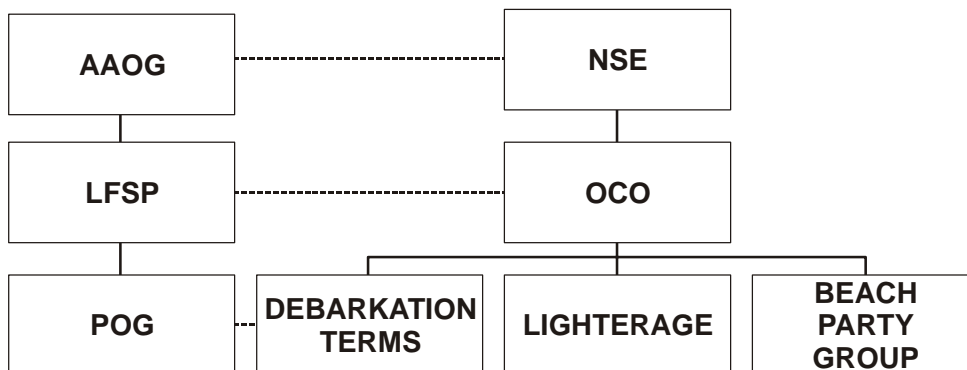 AAOG
NSE
LFSP
OCO
POG
DEBARKATION
TERMS
LIGHTERAGE
BEACH
PARTY
GROUP